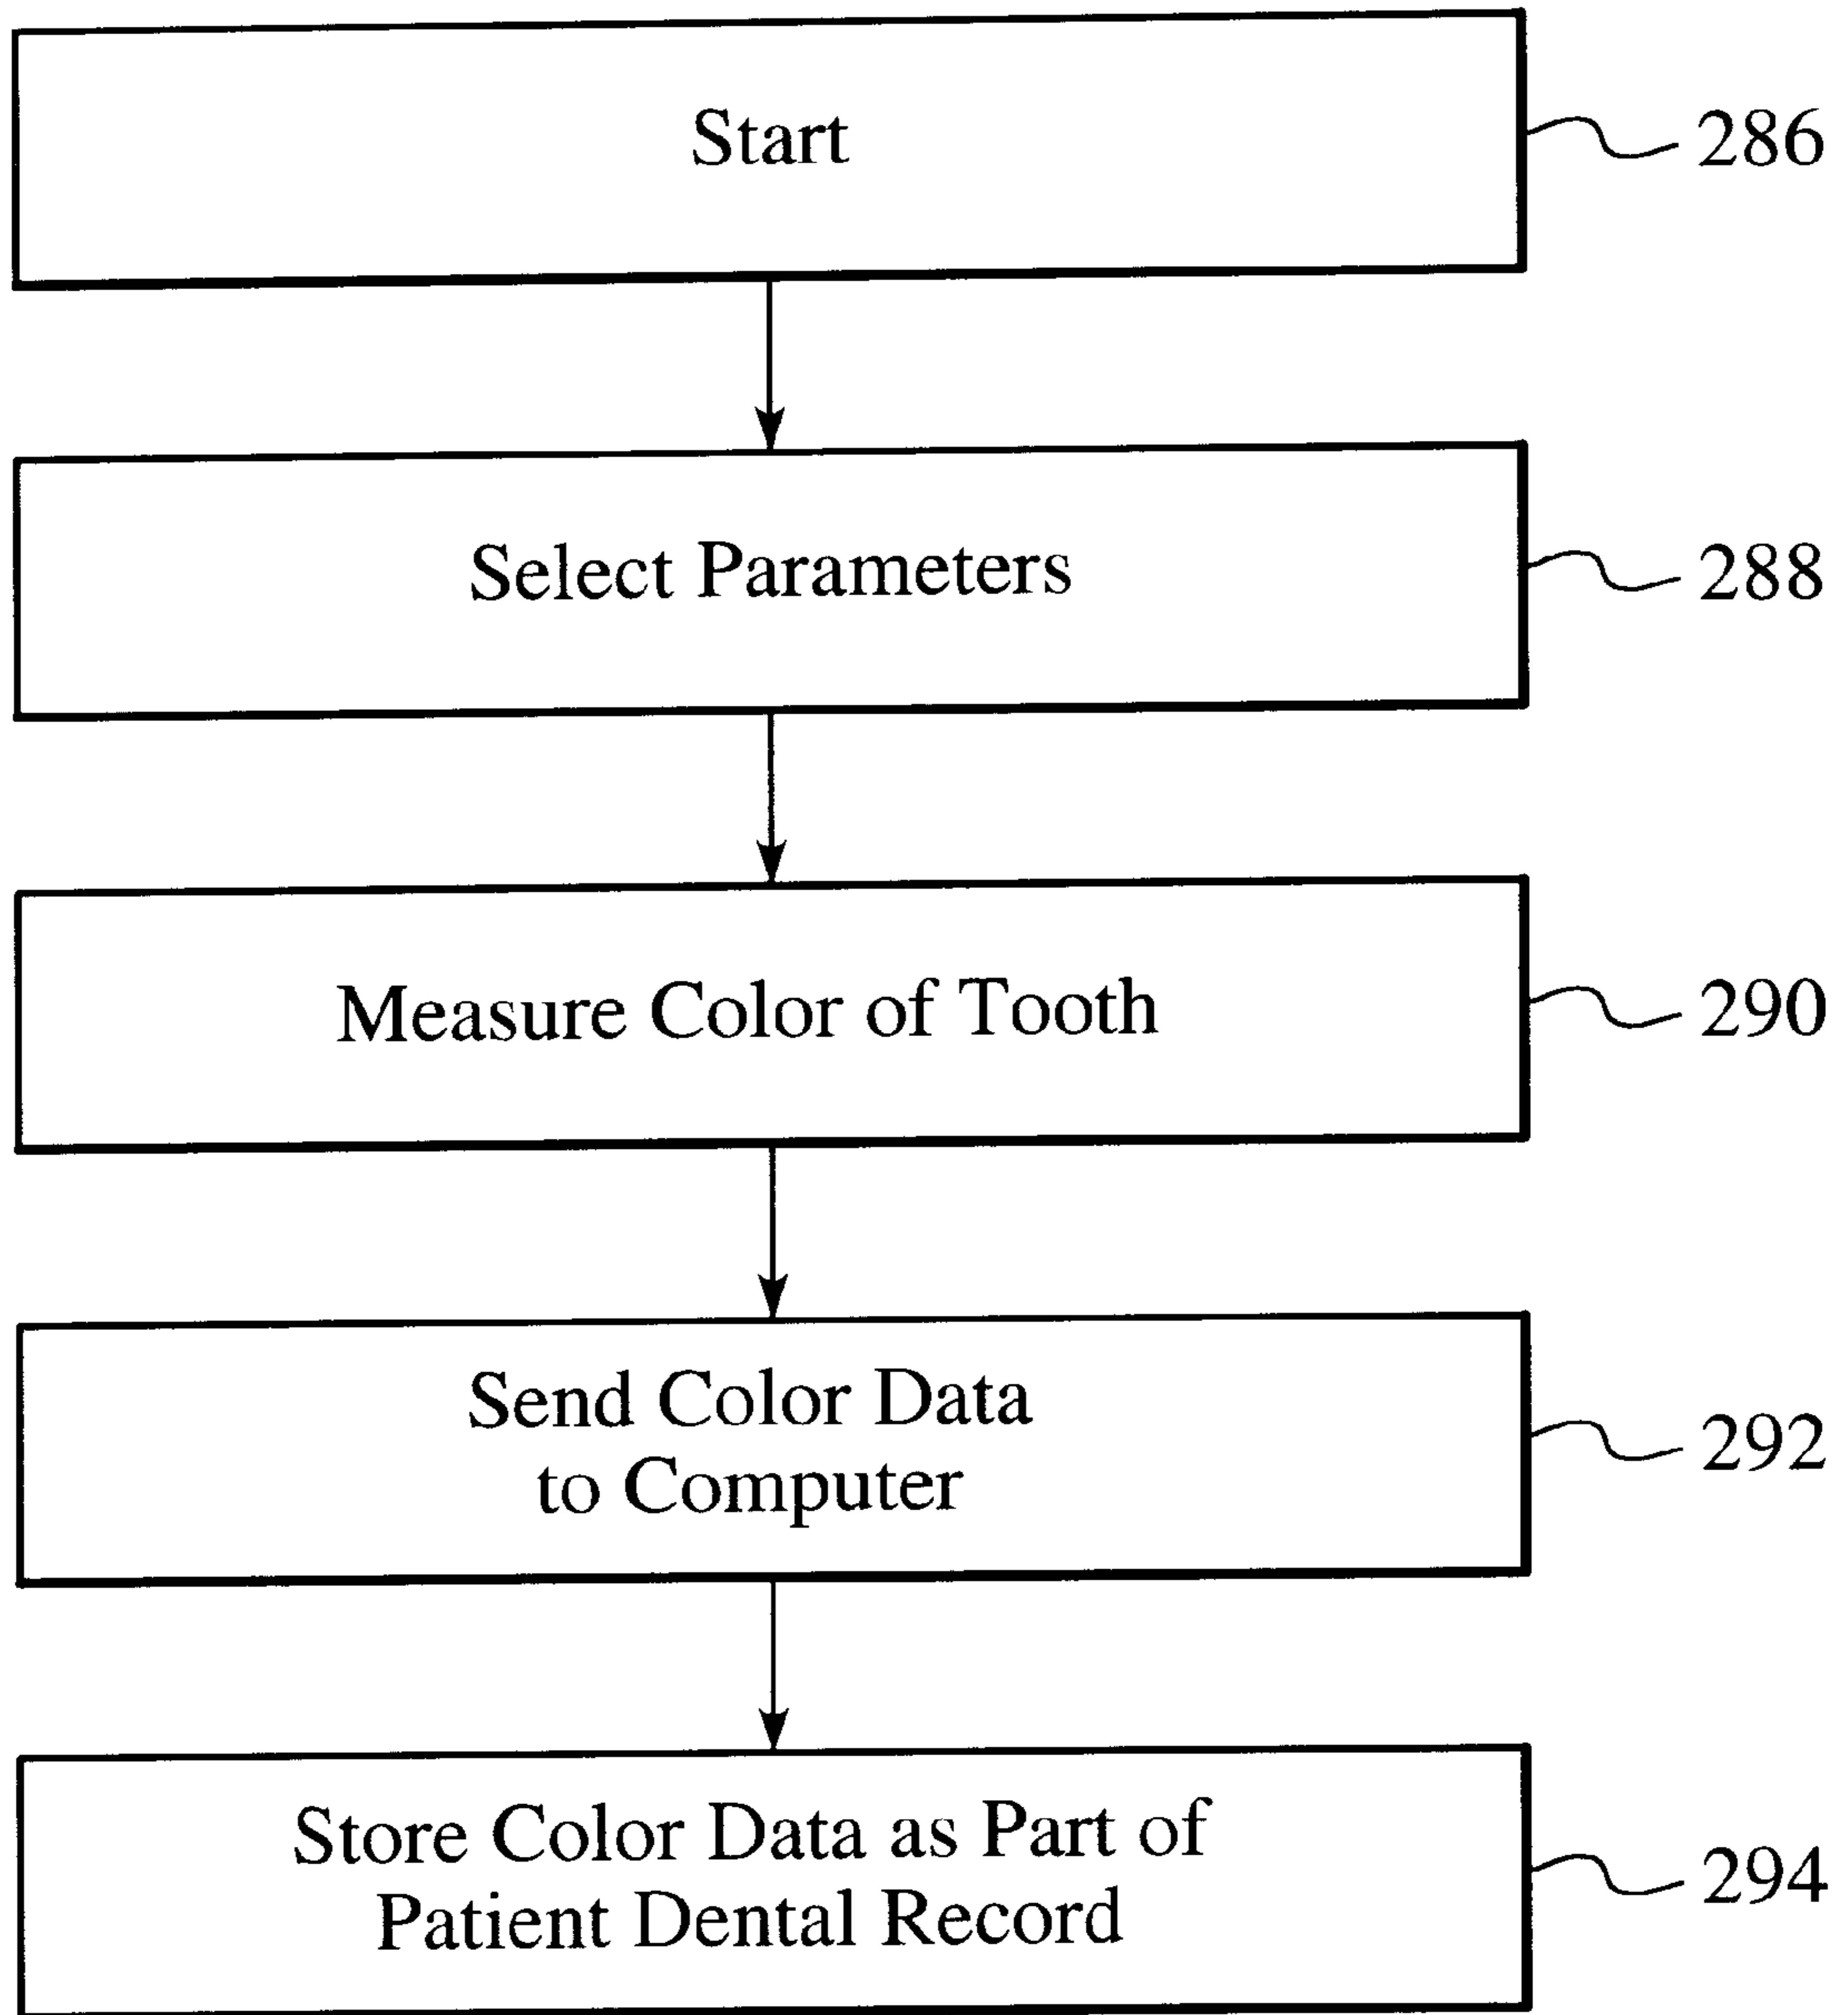 Start
286
Select Parameters
288
Measure Color of Tooth
290
Send Color Data
to Computer
292
Store Color Data as Part of
Patient Dental Record
294